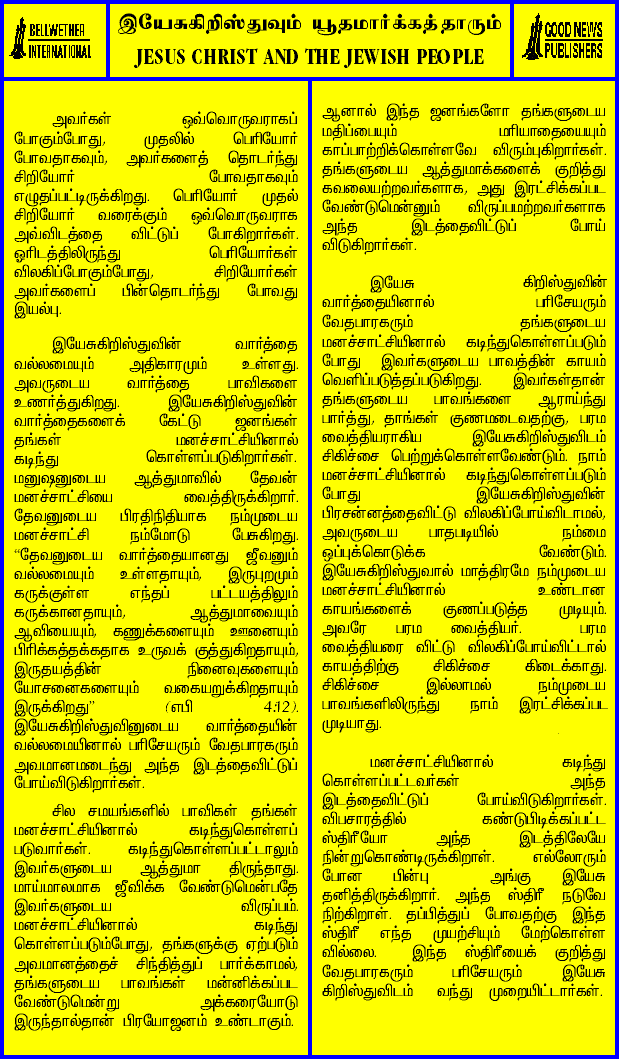 BELLWETHER
INTERNATIONAL
இயேசுகிறிஸ்துவும் யூதமார்க்கத்தாரும்
JESUS CHRIST AND THE JEWISH PEOPLE
GOOD NEWS
PUBLISHERS
அவர்கள் ஒவ்வொருவராகப்
போகும்போது, முதலில் பெரியோர்
போவதாகவும், அவர்களைத் தொடர்ந்து
சிறியோர் போவதாகவும்
எழுதப்பட்டிருக்கிறது. பெரியோர் முதல்
சிறியோர் வரைக்கும் ஒவ்வொருவராக
அவ்விடத்தை விட்டுப் போகிறார்கள்.
ஓரிடத்திலிருந்து பெரியோர்கள்
விலகிப்போகும்போது, சிறியோர்கள்
அவர்களைப் பின்தொடர்ந்து போவது
இயல்பு.
இயேசுகிறிஸ்துவின் வார்த்தை
வல்லமையும் அதிகாரமும் உள்ளது.
அவருடைய வார்த்தை பாவிகளை
உணர்த்துகிறது. இயேசுகிறிஸ்துவின்
வார்த்தைகளைக் கேட்டு ஜனங்கள்
தங்கள் மனச்சாட்சியினால்
கடிந்து கொள்ளப்படுகிறார்கள்.
மனுஷனுடைய ஆத்துமாவில் தேவன்
மனச்சாட்சியை வைத்திருக்கிறார்.
தேவனுடைய பிரதிநிதியாக நம்முடைய
மனச்சாட்சி நம்மோடு பேசுகிறது.
“தேவனுடைய வார்த்தையானது ஜீவனும்
வல்லமையும் உள்ளதாயும், இருபுறமும்
கருக்குள்ள எந்தப் பட்டயத்திலும்
கருக்கானதாயும், ஆத்துமாவையும்
ஆவியையும், கணுக்களையும் ஊனையும்
பிரிக்கத்தக்கதாக உருவக் குத்துகிறதாயும்,
இருதயத்தின் நினைவுகளையும்
யோசனைகளையும் வகையறுக்கிறதாயும்
இருக்கிறது” (எபி 4:12).
இயேசுகிறிஸ்துவினுடைய வார்த்தையின்
வல்லமையினால் பரிசேயரும் வேதபாரகரும்
அவமானமடைந்து அந்த இடத்தைவிட்டுப்
போய்விடுகிறார்கள்.
சில சமயங்களில் பாவிகள் தங்கள்
மனச்சாட்சியினால் கடிந்துகொள்ளப்
படுவார்கள். கடிந்துகொள்ளப்பட்டாலும்
இவர்களுடைய ஆத்துமா திருந்தாது.
மாய்மாலமாக ஜீவிக்க வேண்டுமென்பதே
இவர்களுடைய விருப்பம்.
மனச்சாட்சியினால் கடிந்து
கொள்ளப்படும்போது, தங்களுக்கு ஏற்படும்
அவமானத்தைச் சிந்தித்துப் பார்க்காமல்,
தங்களுடைய பாவங்கள் மன்னிக்கப்பட
வேண்டுமென்று அக்கரையோடு
இருந்தால்தான் பிரயோஜனம் உண்டாகும்.
ஆனால் இந்த ஜனங்களோ தங்களுடைய
மதிப்பையும் மரியாதையையும்
காப்பாற்றிக்கொள்ளவே விரும்புகிறார்கள்.
தங்களுடைய ஆத்துமாக்களைக் குறித்து
கவலையற்றவர்களாக, அது இரட்சிக்கப்பட
வேண்டுமென்னும் விருப்பமற்றவர்களாக
அந்த இடத்தைவிட்டுப் போய்
விடுகிறார்கள்.
இயேசு கிறிஸ்துவின்
வார்த்தையினால் பரிசேயரும்
வேதபாரகரும் தங்களுடைய
மனச்சாட்சியினால் கடிந்துகொள்ளப்படும்
போது இவர்களுடைய பாவத்தின் காயம்
வெளிப்படுத்தப்படுகிறது. இவர்கள்தான்
தங்களுடைய பாவங்களை ஆராய்ந்து
பார்த்து, தாங்கள் குணமடைவதற்கு, பரம
வைத்தியராகிய இயேசுகிறிஸ்துவிடம்
சிகிச்சை பெற்றுக்கொள்ளவேண்டும். நாம்
மனச்சாட்சியினால் கடிந்துகொள்ளப்படும்
போது இயேசுகிறிஸ்துவின்
பிரசன்னத்தைவிட்டு விலகிப்போய்விடாமல்,
அவருடைய பாதபடியில் நம்மை
ஒப்புக்கொடுக்க வேண்டும்.
இயேசுகிறிஸ்துவால் மாத்திரமே நம்முடைய
மனச்சாட்சியினால் உண்டான
காயங்களைக் குணப்படுத்த முடியும்.
அவரே பரம வைத்தியர். பரம
வைத்தியரை விட்டு விலகிப்போய்விட்டால்
காயத்திற்கு சிகிச்சை கிடைக்காது.
சிகிச்சை இல்லாமல் நம்முடைய
பாவங்களிலிருந்து நாம் இரட்சிக்கப்பட
முடியாது.
மனச்சாட்சியினால் கடிந்து
கொள்ளப்பட்டவர்கள் அந்த
இடத்தைவிட்டுப் போய்விடுகிறார்கள்.
விபசாரத்தில் கண்டுபிடிக்கப்பட்ட
ஸ்திரீயோ அந்த இடத்திலேயே
நின்றுகொண்டிருக்கிறாள். எல்லோரும்
போன பின்பு அங்கு இயேசு
தனித்திருக்கிறார். அந்த ஸ்திரீ நடுவே
நிற்கிறாள். தப்பித்துப் போவதற்கு இந்த
ஸ்திரீ எந்த முயற்சியும் மேற்கொள்ள
வில்லை. இந்த ஸ்திரீயைக் குறித்து
வேதபாரகரும் பரிசேயரும் இயேசு
கிறிஸ்துவிடம் வந்து முறையிட்டார்கள்.